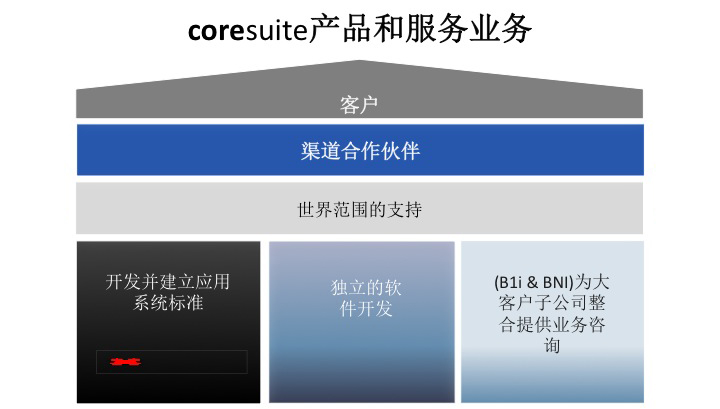 coresuite产品和服务业务
客户
渠道合作伙伴
世界范围的支持
开发并建立应用
系统标准
独立的软
件开发
(B1i & BNI)为大
客户子公司整
合提供业务咨
询